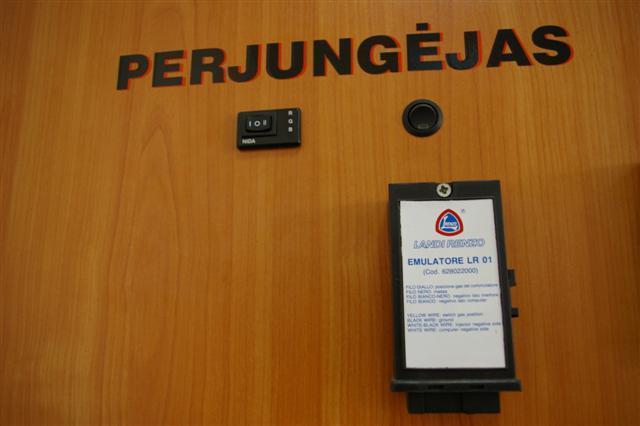 PERJUNGĖJAS
I O II
R
G
B
NIDA
LANDI RENZO
EMULATORE LR 01
(Cod. 628022000)
FILO GIALLO: posizione gas del commutatore
FILO NERO: massa
FILO BIANCO-NERO: negativo lato iniettore
FILO BIANCO: negativo lato computer
YELLOW WIRE: switch gas position
BLACK WIRE: ground
WHITE-BLACK WIRE: injector negative side
WHITE WIRE: computer negative side